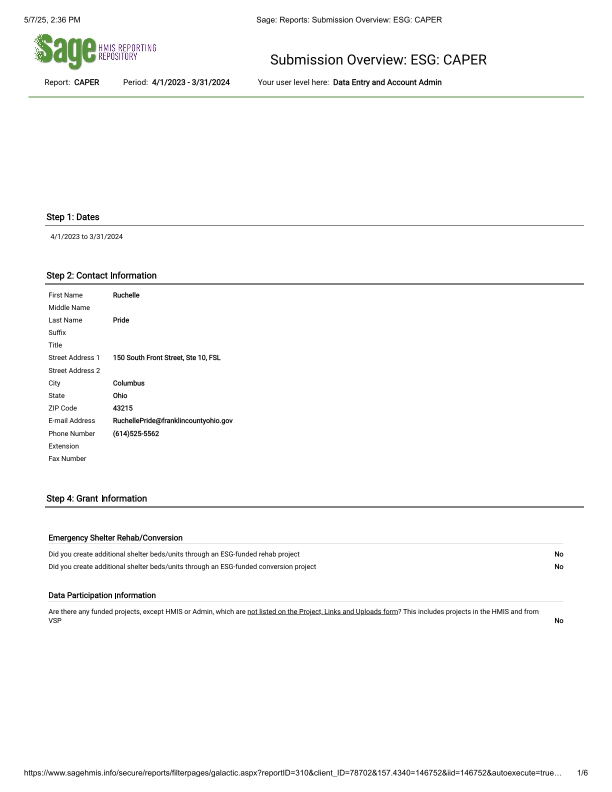 5/7/25, 2:36 PM Sage: Reports: Submission Overview: ESG: CAPER
Sage HMIS REPORTING REPOSITORY
Submission Overview: ESG: CAPER
Report: CAPER Period: 4/1/2023 - 3/31/2024 Your user level here: Data Entry and Account Admin
Step 1: Dates
4/1/2023 to 3/31/2024
Step 2: Contact Information
First Name Ruchelle
Middle Name
Last Name Pride
Suffix
Title
Street Address 1 150 South Front Street, Ste 10, FSL
Street Address 2
City Columbus
State Ohio
ZIP Code 43215
E-mail Address RuchellePride@franklincountyohio.gov
Phone Number (614)525-5562
Extension
Fax Number
Step 4: Grant Information
Emergency Shelter Rehab/Conversion
Did you create additional shelter beds/units through an ESG-funded rehab project No
Did you create additional shelter beds/units through an ESG-funded conversion project No
Data Participation Information
Are there any funded projects, except HMIS or Admin, which are not listed on the Project, Links and Uploads form? This includes projects in the HMIS and from
VSP No
https://www.sagehmis.info/secure/reports/filterpages/galactic.aspx?reportID=310&client_ID=78702&157.4340=146752&iid=146752&autoexecute=true… 1/6